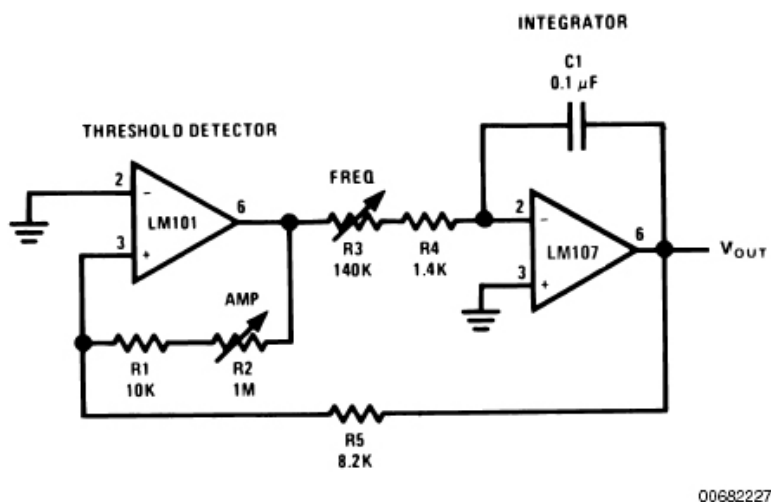 INTEGRATOR
C1
0.1 µF
THRESHOLD DETECTOR
2
−
LM101
6
3
+
FREQ
R3
140K
R4
1.4K
2
−
LM107
6
3
+
VOUT
AMP
R1
10K
R2
1M
R5
8.2K
00682227